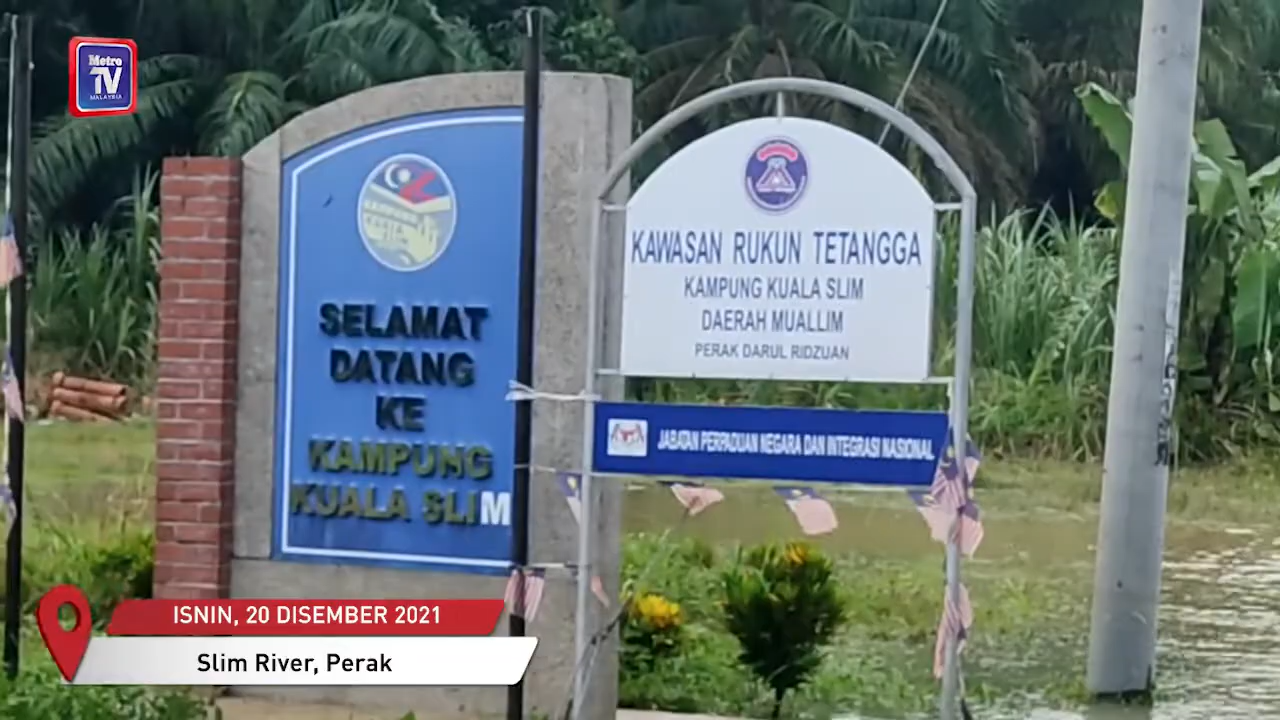 Metro
TV
MALAYSIA
SELAMAT
DATANG
KE
KAMPUNG
KUALA SLIM
KAWASAN RUKUN TETANGGA
KAMPUNG KUALA SLIM
DAERAH MUALLIM
PERAK DARUL RIDZUAN
JABATAN PERPADUAN NEGARA DAN INTEGRASI NASIONAL
ISNIN, 20 DISEMBER 2021
Slim River, Perak